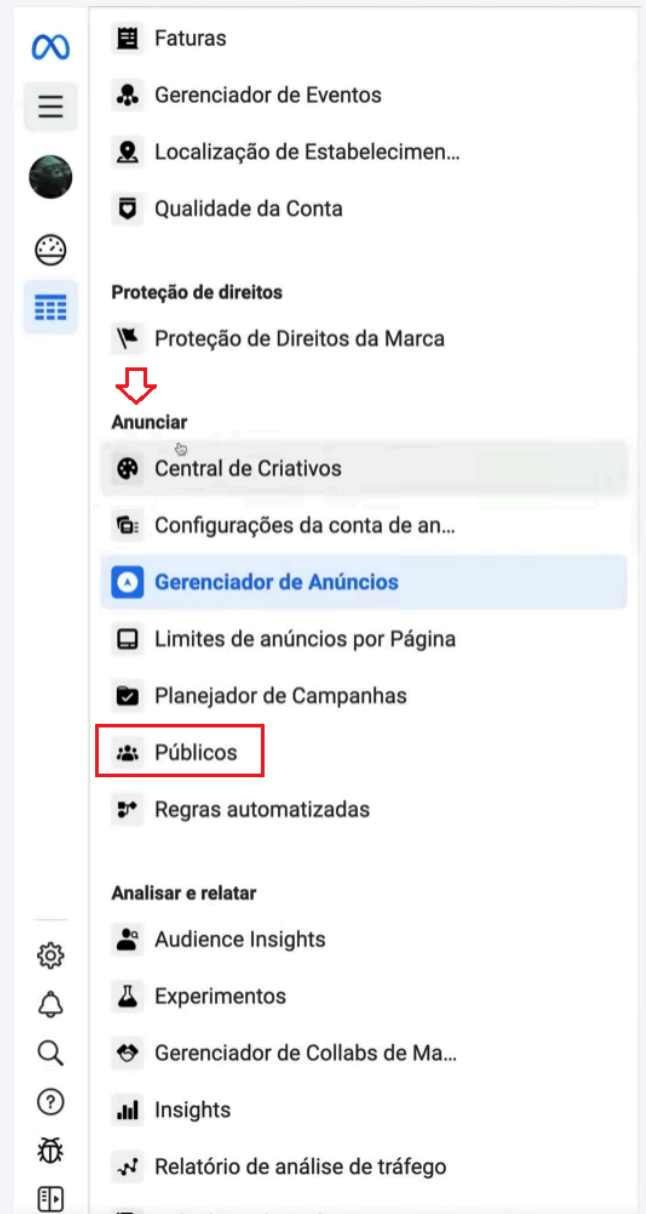 Faturas
Gerenciador de Eventos
Localização de Estabelecimen...
Qualidade da Conta
Proteção de direitos
Proteção de Direitos da Marca
Anunciar
Central de Criativos
Configurações da conta de an...
Gerenciador de Anúncios
Limites de anúncios por Página
Planejador de Campanhas
Públicos
Regras automatizadas
Analisar e relatar
Audience Insights
Experimentos
Gerenciador de Collabs de Ma...
Insights
Relatório de análise de tráfego